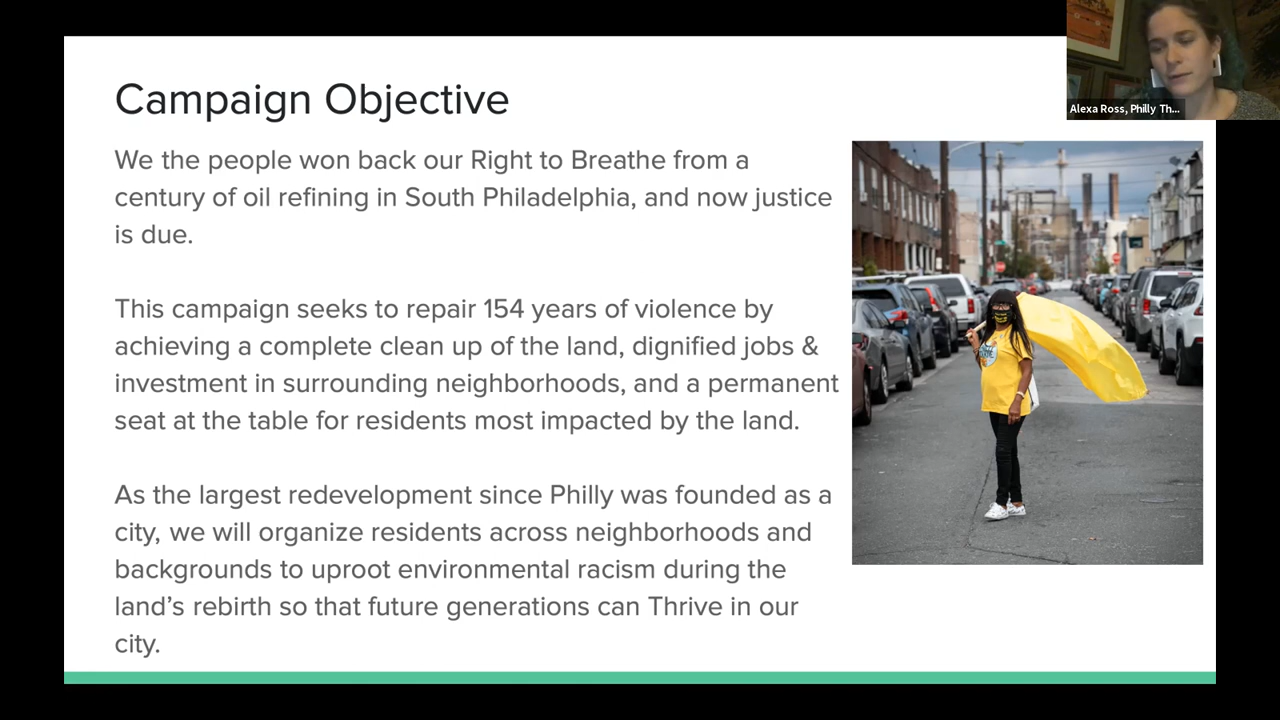 Campaign Objective
We the people won back our Right to Breathe from a
century of oil refining in South Philadelphia, and now justice
is due.
This campaign seeks to repair 154 years of violence by
achieving a complete clean up of the land, dignified jobs &
investment in surrounding neighborhoods, and a permanent
seat at the table for residents most impacted by the land.
As the largest redevelopment since Philly was founded as a
city, we will organize residents across neighborhoods and
backgrounds to uproot environmental racism during the
land's rebirth so that future generations can Thrive in our
city.
Alexa Ross, Philly Th...